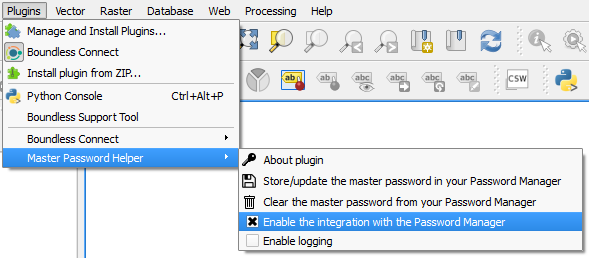 Plugins Vector Raster Database Web Processing Help
Manage and Install Plugins...
Boundless Connect
Install plugin from ZIP...
Python Console Ctrl+Alt+P
Boundless Support Tool
Boundless Connect
Master Password Helper
abc abc abc abc abc abc CSW
About plugin
Store/update the master password in your Password Manager
Clear the master password from your Password Manager
Enable the integration with the Password Manager
Enable logging